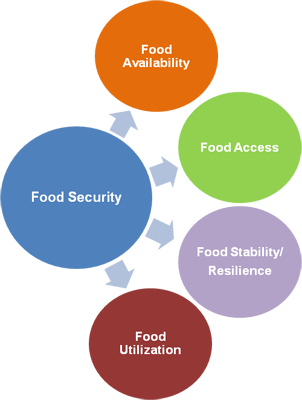 Food
Availability
Food Access
Food Security
Food Stability/
Resilience
Food
Utilization